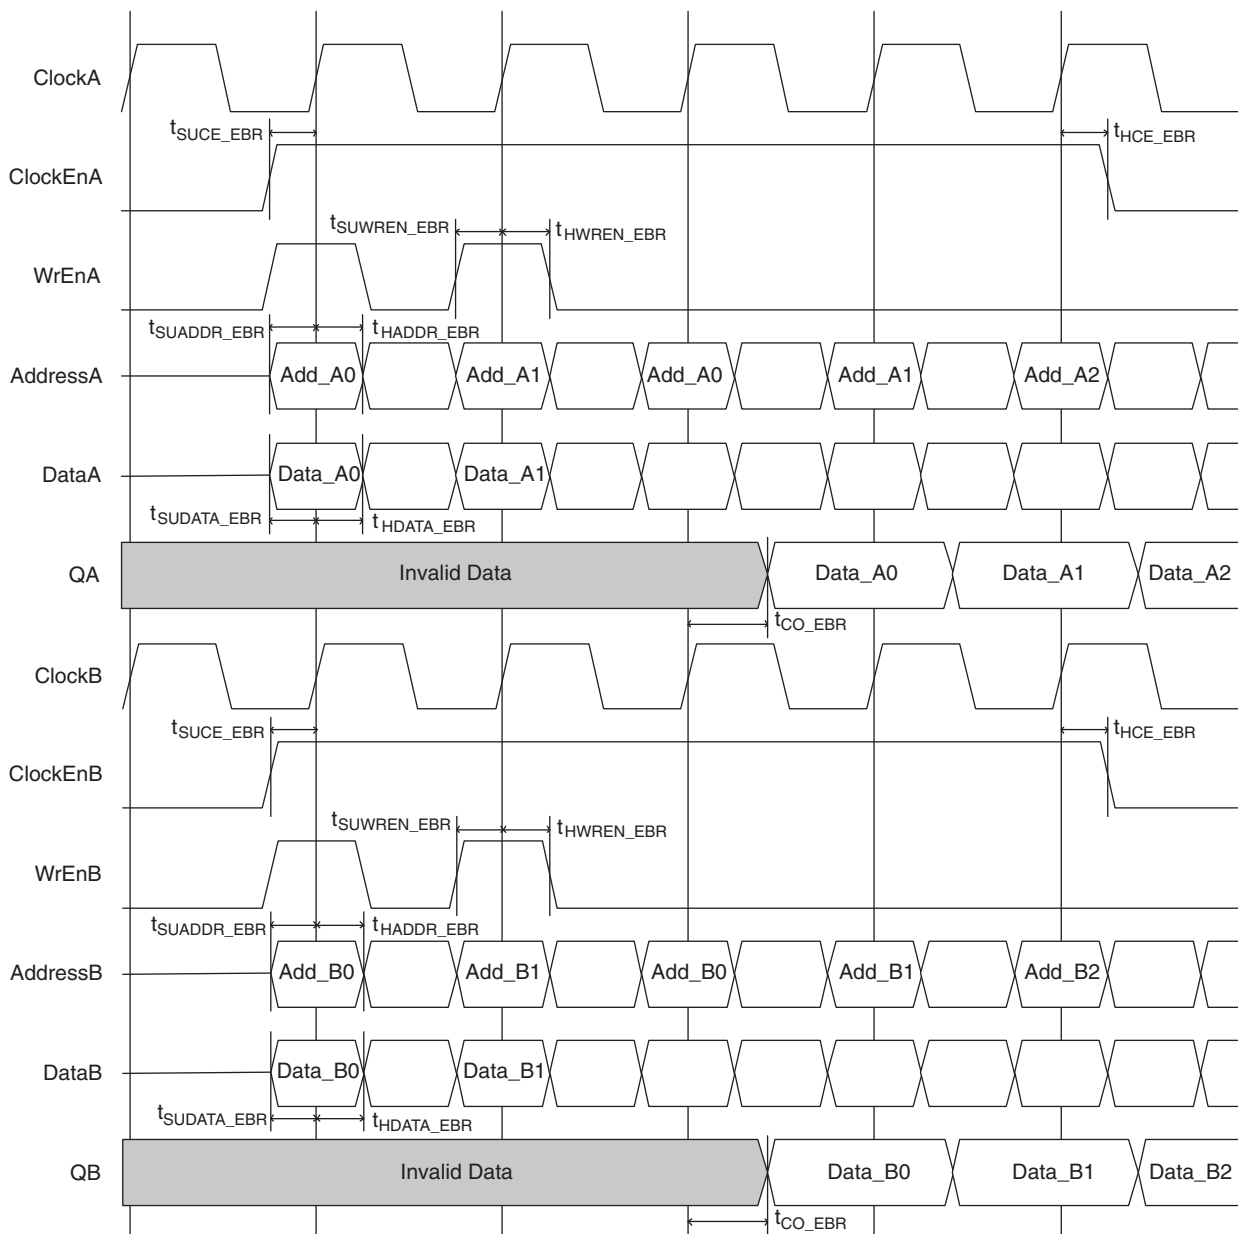 ClockA
tSUCE_EBR tHCE_EBR
ClockEnA
tSUWREN_EBR tHWREN_EBR
WrEnA
tSUADDR_EBR tHADDR_EBR
AddressA Add_A0 Add_A1 Add_A0 Add_A1 Add_A2
DataA Data_A0 Data_A1
tSUDATA_EBR tHDATA_EBR
QA Invalid Data Data_A0 Data_A1 Data_A2
tCO_EBR
ClockB
tSUCE_EBR tHCE_EBR
ClockEnB
tSUWREN_EBR tHWREN_EBR
WrEnB
tSUADDR_EBR tHADDR_EBR
AddressB Add_B0 Add_B1 Add_B0 Add_B1 Add_B2
DataB Data_B0 Data_B1
tSUDATA_EBR tHDATA_EBR
QB Invalid Data Data_B0 Data_B1 Data_B2
tCO_EBR